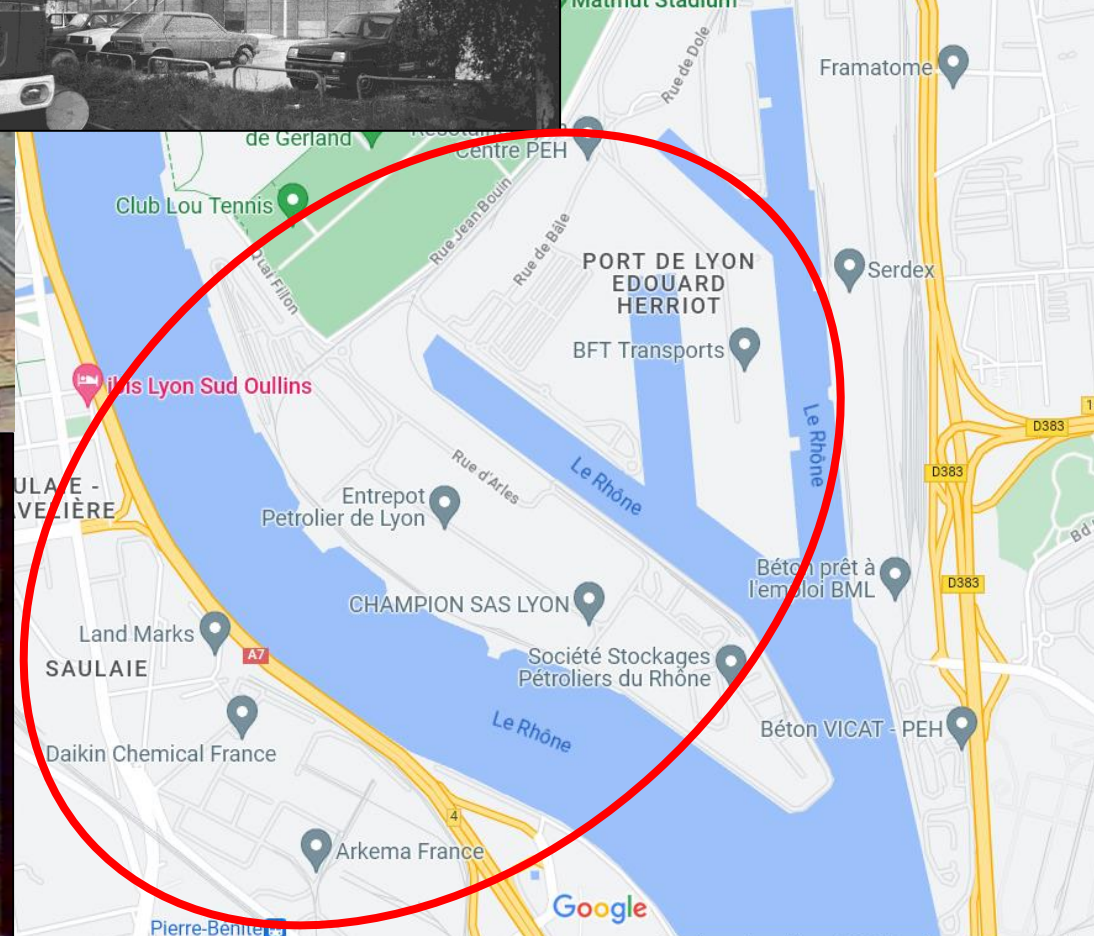 Matmut Stadium
Rue de Dole
Framatome
de Gerland
Centre PEH
Club Lou Tennis
Rue Jean Bouin
Rue de Bâle
Quai Fillon
PORT DE LYON
EDOUARD
HERRIOT
Serdex
BFT Transports
ibis Lyon Sud Oullins
Le Rhône
D383
D383
Rue d'Arles
Le Rhône
ULAIE -
Entrepot
Petrolier de Lyon
Béton prêt à
l'emploi BML
D383
CHAMPION SAS LYON
Land Marks
A7
SAULAIE
Société Stockages
Pétroliers du Rhône
Le Rhône
Béton VICAT - PEH
Daikin Chemical France
4
Arkema France
Google
Pierre-Bénite